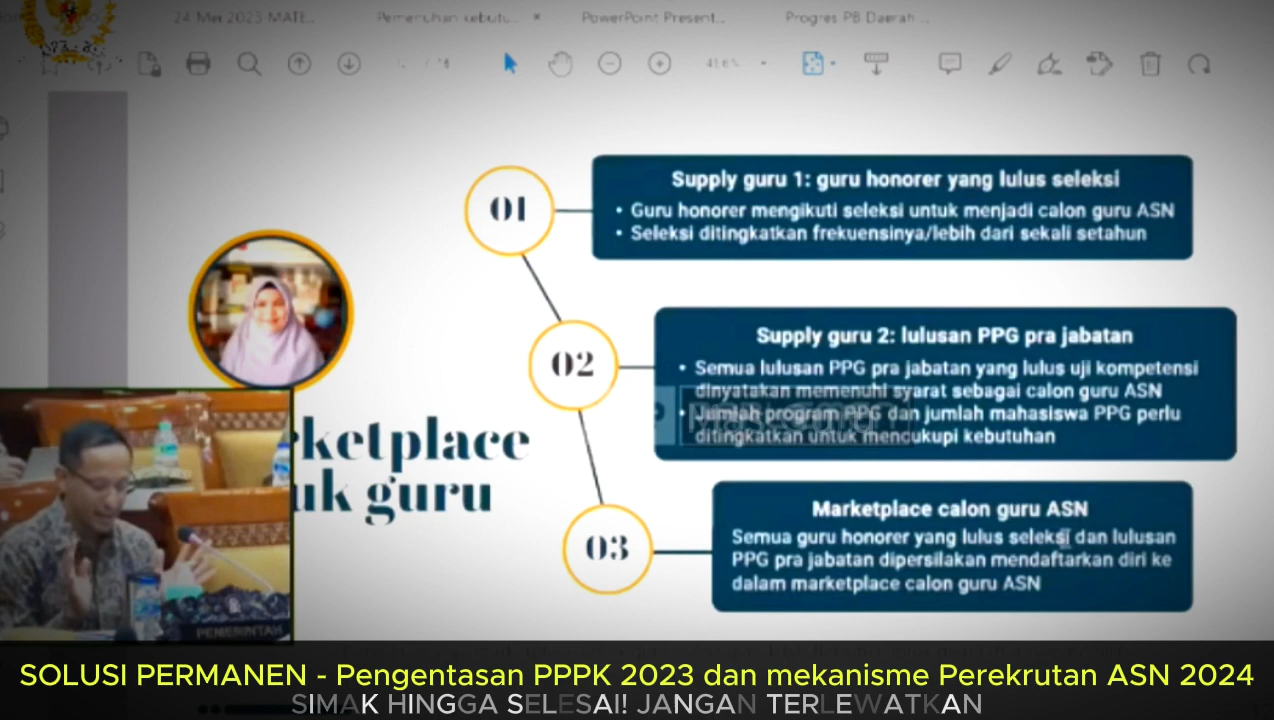 24 Mei 2023 MATE...
Pemenuhan kebutu...
PowerPoint Present...
Progres PB Daerah ...
01
Supply guru 1: guru honorer yang lulus seleksi
• Guru honorer mengikuti seleksi untuk menjadi calon guru ASN
• Seleksi ditingkatkan frekuensinya/lebih dari sekali setahun
02
Supply guru 2: lulusan PPG pra jabatan
• Semua lulusan PPG pra jabatan yang lulus uji kompetensi
dinyatakan memenuhi syarat sebagai calon guru ASN
• Jumlah program PPG dan jumlah mahasiswa PPG perlu
ditingkatkan untuk mencukupi kebutuhan
rketplace
uk guru
03
Marketplace calon guru ASN
Semua guru honorer yang lulus seleksi dan lulusan
PPG pra jabatan dipersilakan mendaftarkan diri ke
dalam marketplace calon guru ASN
PEMERINTAH
SOLUSI PERMANEN - Pengentasan PPPK 2023 dan mekanisme Perekrutan ASN 2024
SIMAK HINGGA SELESAI! JANGAN TERLEWATKAN